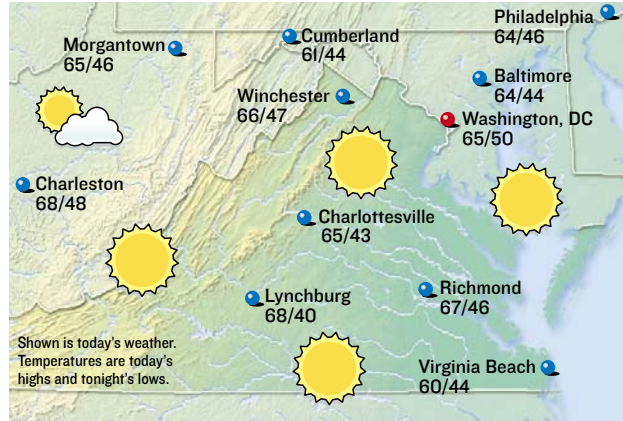 Philadelphia
64/46
Cumberland
61/44
Morgantown
65/46
Baltimore
64/44
Winchester
66/47
Washington, DC
65/50
Charleston
68/48
Charlottesville
65/43
Lynchburg
68/40
Richmond
67/46
Shown is today's weather.
Temperatures are today's
highs and tonight's lows.
Virginia Beach
60/44